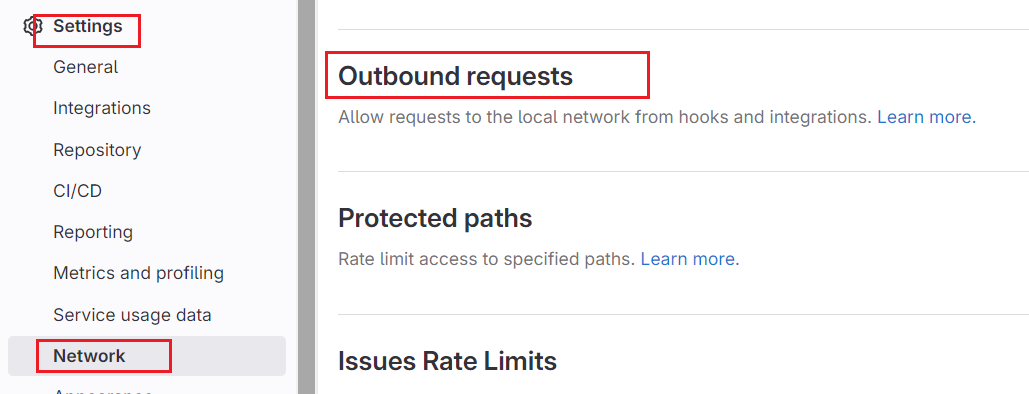 Settings
General
Integrations
Repository
CI/CD
Reporting
Metrics and profiling
Service usage data
Network
Outbound requests
Allow requests to the local network from hooks and integrations. Learn more.
Protected paths
Rate limit access to specified paths. Learn more.
Issues Rate Limits